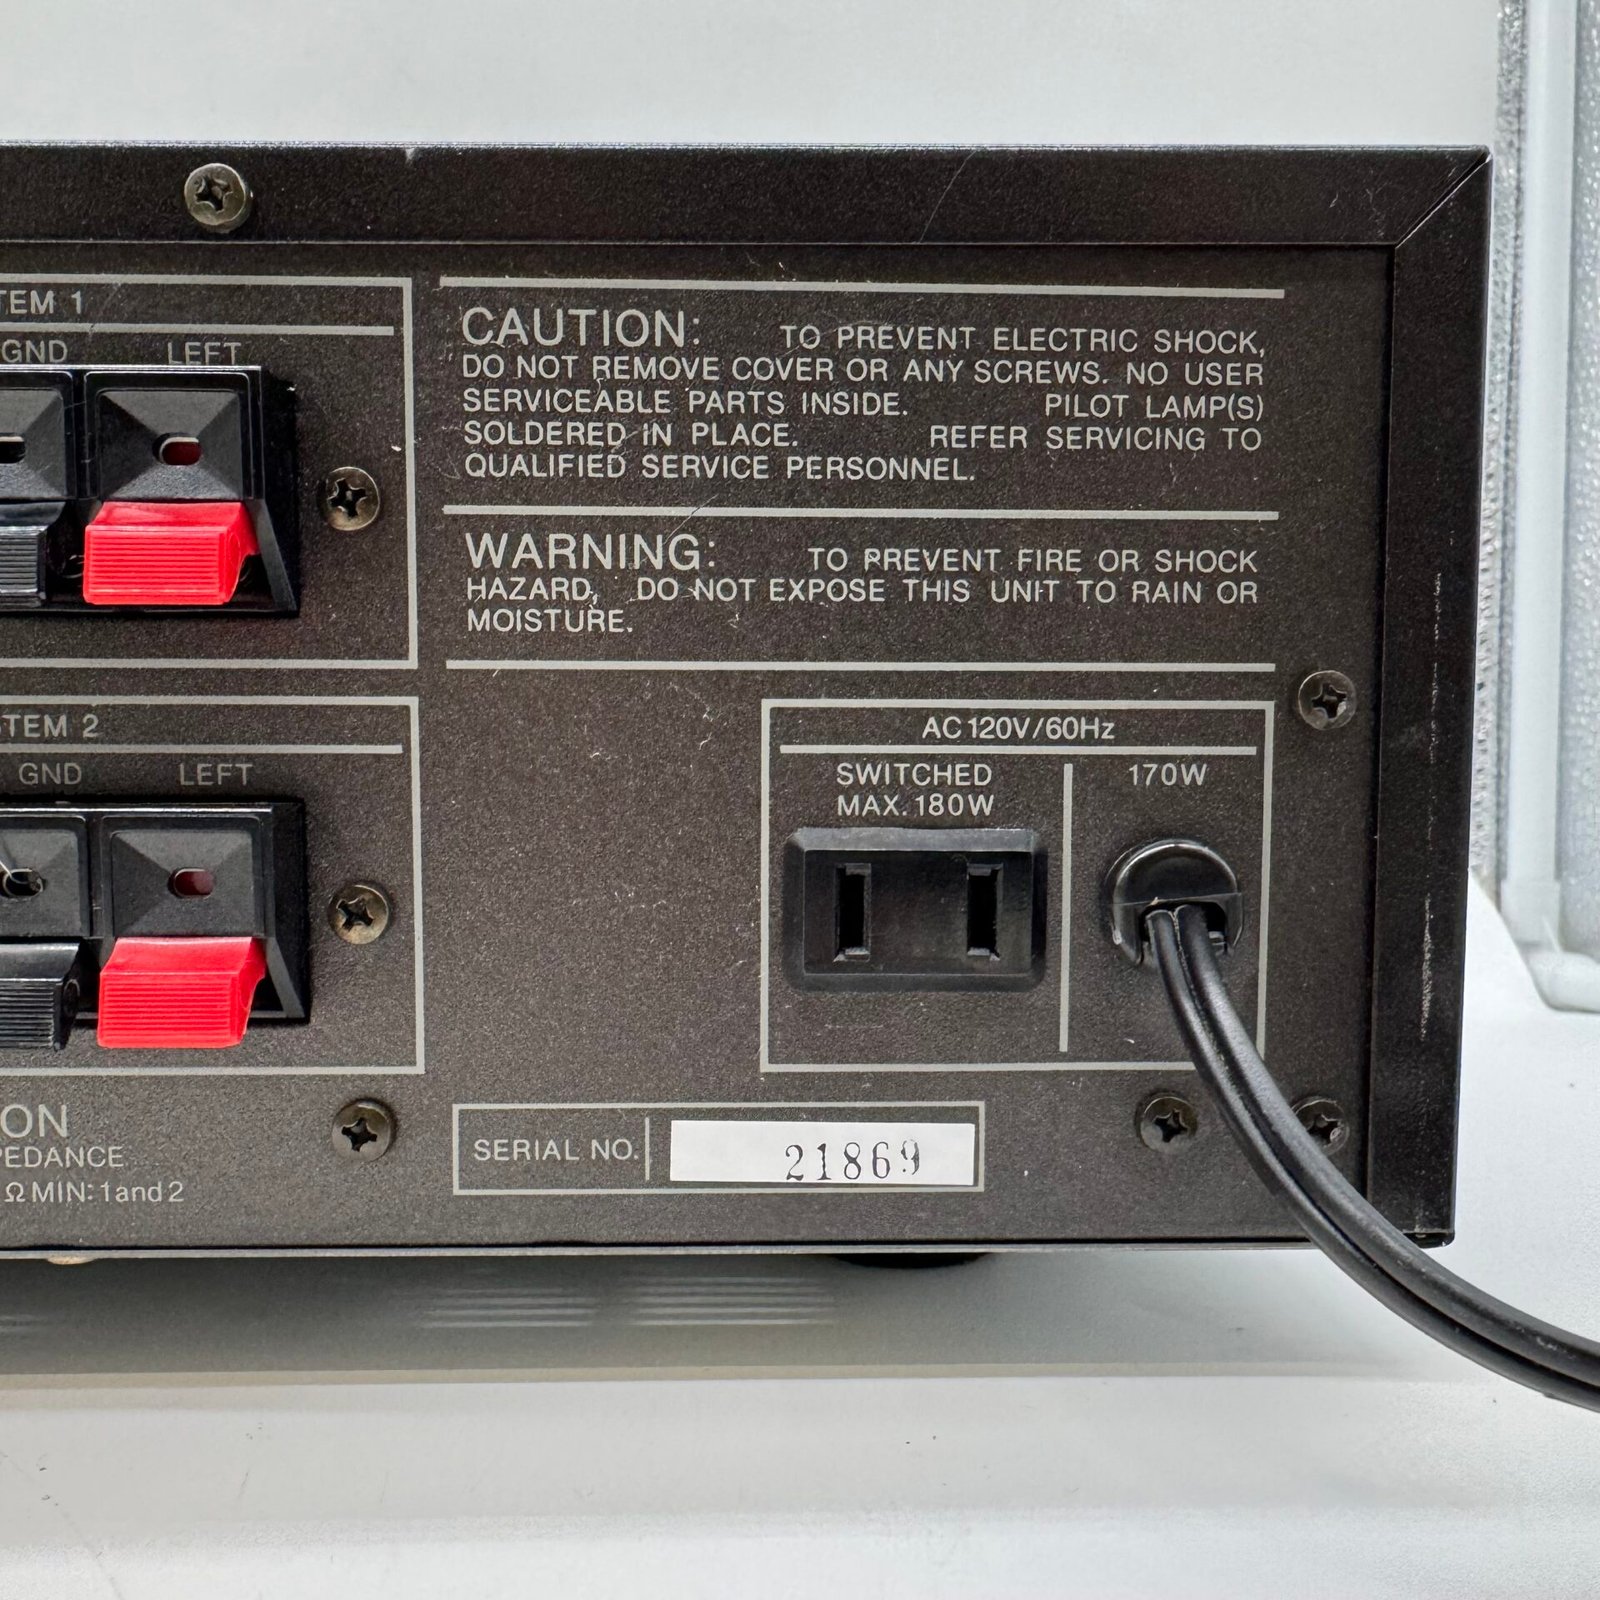 TEM 1
GND LEFT
CAUTION: TO PREVENT ELECTRIC SHOCK,
DO NOT REMOVE COVER OR ANY SCREWS. NO USER
SERVICEABLE PARTS INSIDE. PILOT LAMP(S)
SOLDERED IN PLACE. REFER SERVICING TO
QUALIFIED SERVICE PERSONNEL.
WARNING: TO PREVENT FIRE OR SHOCK
HAZARD, DO NOT EXPOSE THIS UNIT TO RAIN OR
MOISTURE.
TEM 2
GND LEFT
AC 120V/60Hz
SWITCHED
MAX. 180W
170W
ON
PEDANCE
Ω MIN: 1and2
SERIAL NO. 21869